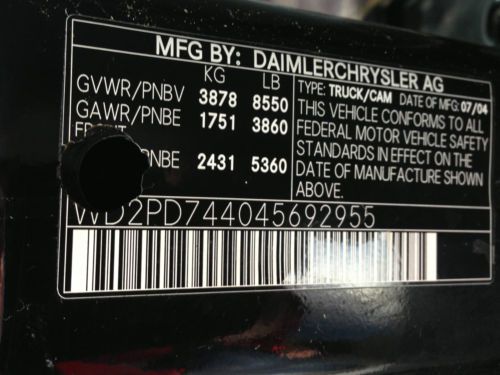 MFG BY: DAIMLERCHRYSLER AG
KG LB
GVWR/PNBV 3878 8550
GAWR/PNBE 1751 3860
FRONT
PNBE 2431 5360
TYPE: TRUCK/CAM DATE OF MFG: 07/04
THIS VEHICLE CONFORMS TO ALL
FEDERAL MOTOR VEHICLE SAFETY
STANDARDS IN EFFECT ON THE
DATE OF MANUFACTURE SHOWN
ABOVE.
WD2PD744045692955